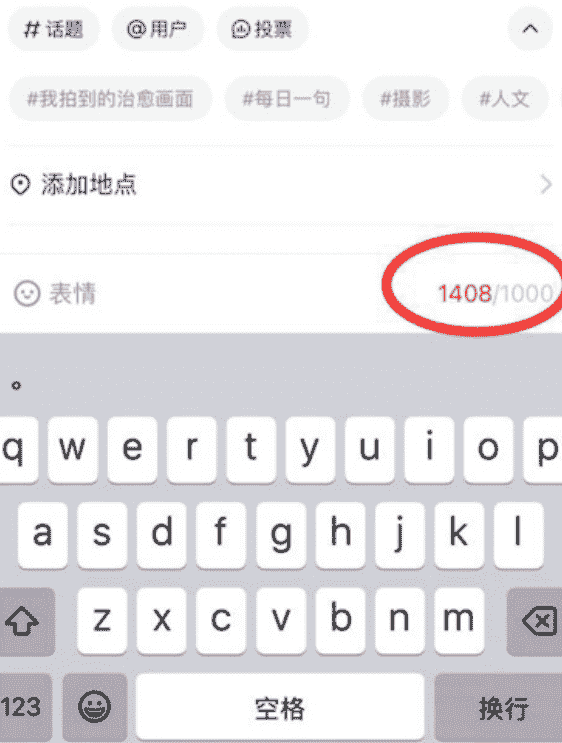 #话题 @用户 投票
#我拍到的治愈画面 #每日一句 #摄影 #人文
添加地点
表情 1408/1000
。
q w e r t y u i o p
a s d f g h j k l
z x c v b n m
123 空格 换行